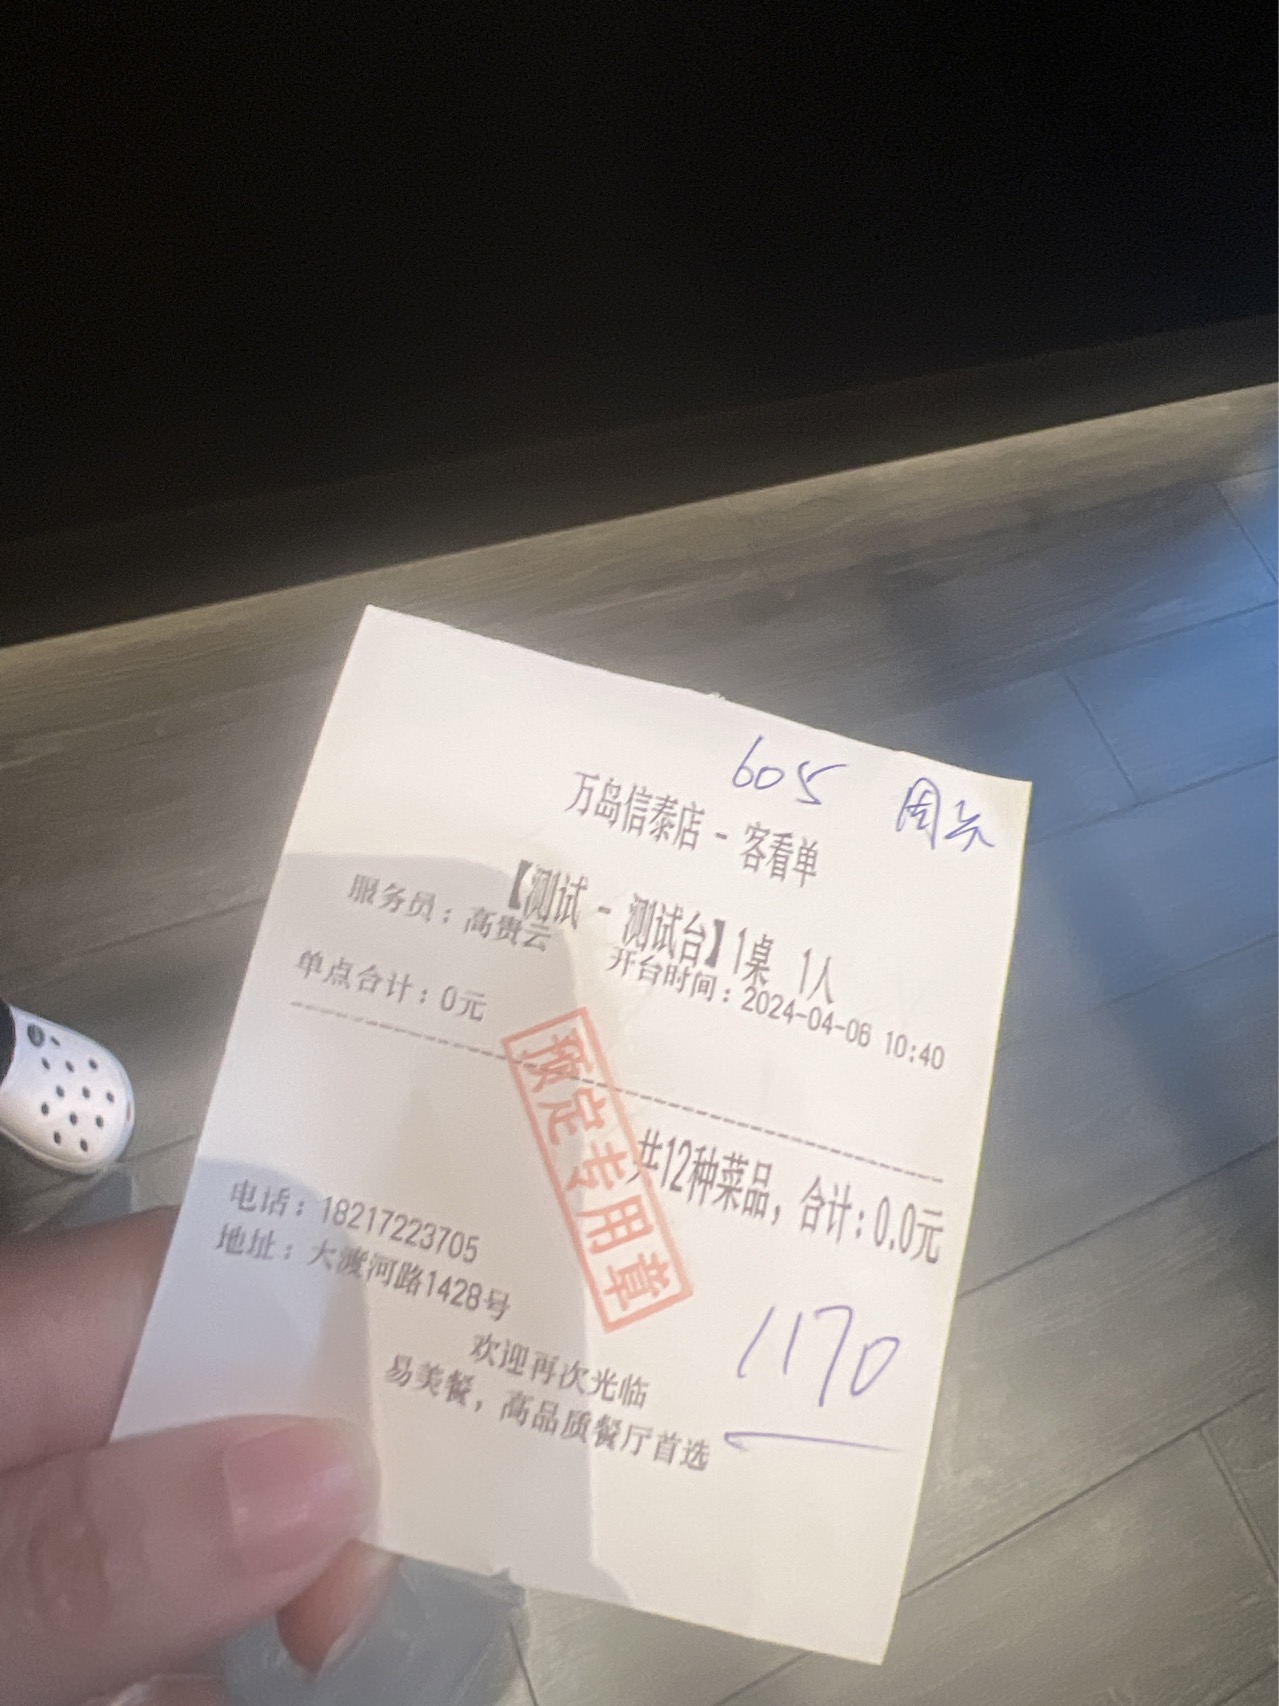 605 周云
万岛信泰店 - 客看单
【测试 - 测试台】1桌 1人
服务员：高贵云 开台时间：2024-04-06 10:40
单点合计：0元
预定专用章
共12种菜品，合计：0.0元
电话：18217223705
地址：大渡河路1428号
1170
欢迎再次光临
易美餐，高品质餐厅首选